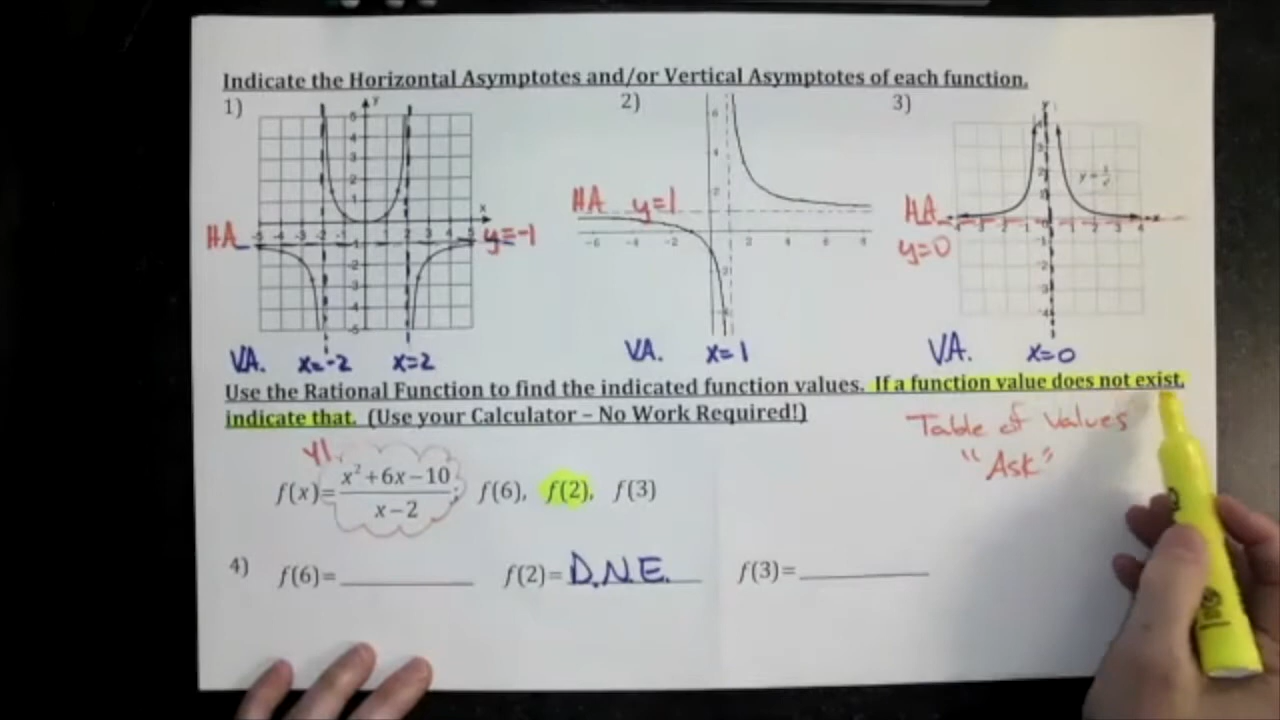 Indicate the Horizontal Asymptotes and/or Vertical Asymptotes of each function.
1) 2) 3)
HA y=-1
HA y=1
HA
y=0
VA. x=-2 x=2
VA. x=1
VA. x=0
Use the Rational Function to find the indicated function values. If a function value does not exist,
indicate that. (Use your Calculator – No Work Required!)
Table of Values
"Ask"
Y1
f(x)= x²+6x−10 / x−2 ; f(6), f(2), f(3)
4) f(6)=________ f(2)= D.N.E. f(3)=________